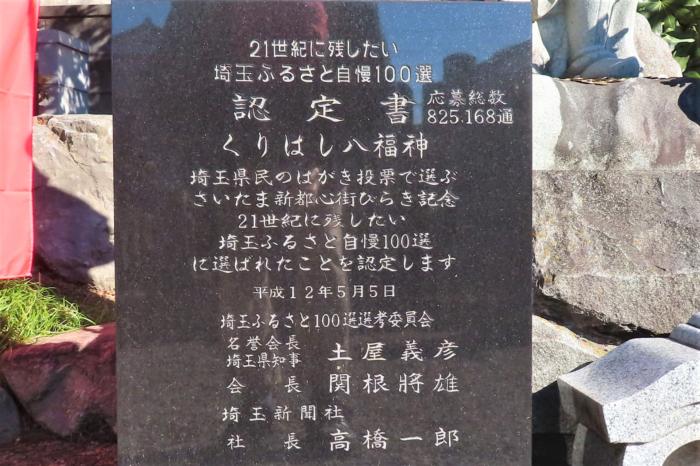 21世紀に残したい
埼玉ふるさと自慢100選
認定書 応募総数
825.168通
くりはし八福神
埼玉県民のはがき投票で選ぶ
さいたま新都心街びらき記念
21世紀に残したい
埼玉ふるさと自慢100選
に選ばれたことを認定します
平成12年5月5日
埼玉ふるさと100選選考委員会
名誉会長
埼玉県知事 土屋義彦
会長 関根將雄
埼玉新聞社
社長 高橋一郎